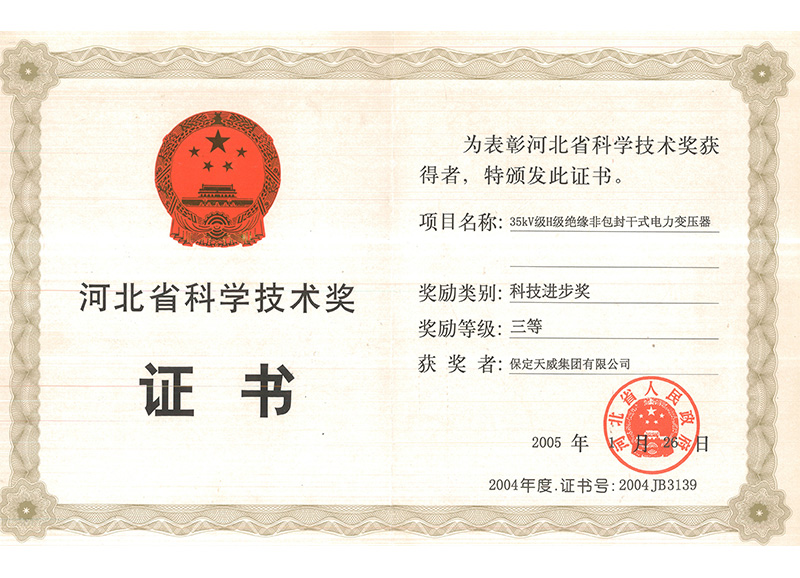 河北省科学技术奖
证 书
为表彰河北省科学技术奖获
得者，特颁发此证书。
项目名称：35kV级H级绝缘非包封干式电力变压器
奖励类别：科技进步奖
奖励等级：三等
获 奖 者：保定天威集团有限公司
河北省人民政府
2005 年 1 月 26 日
2004年度.证书号:2004JB3139